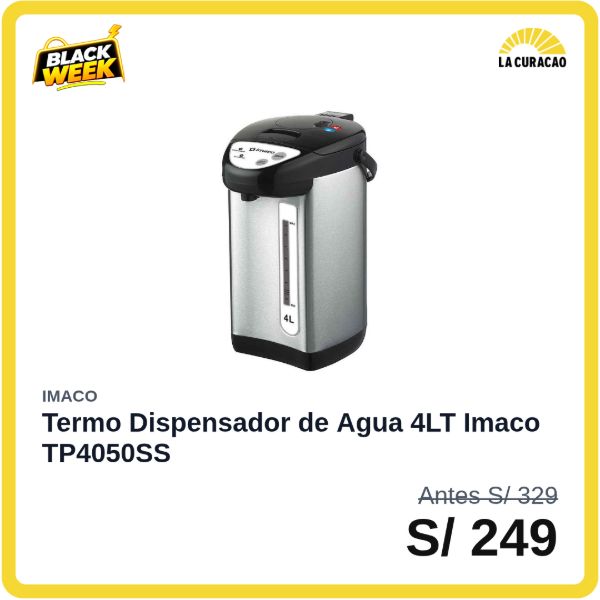 BLACK
WEEK
LA CURACAO
4L
IMACO
Termo Dispensador de Agua 4LT Imaco
TP4050SS
Antes S/ 329
S/ 249